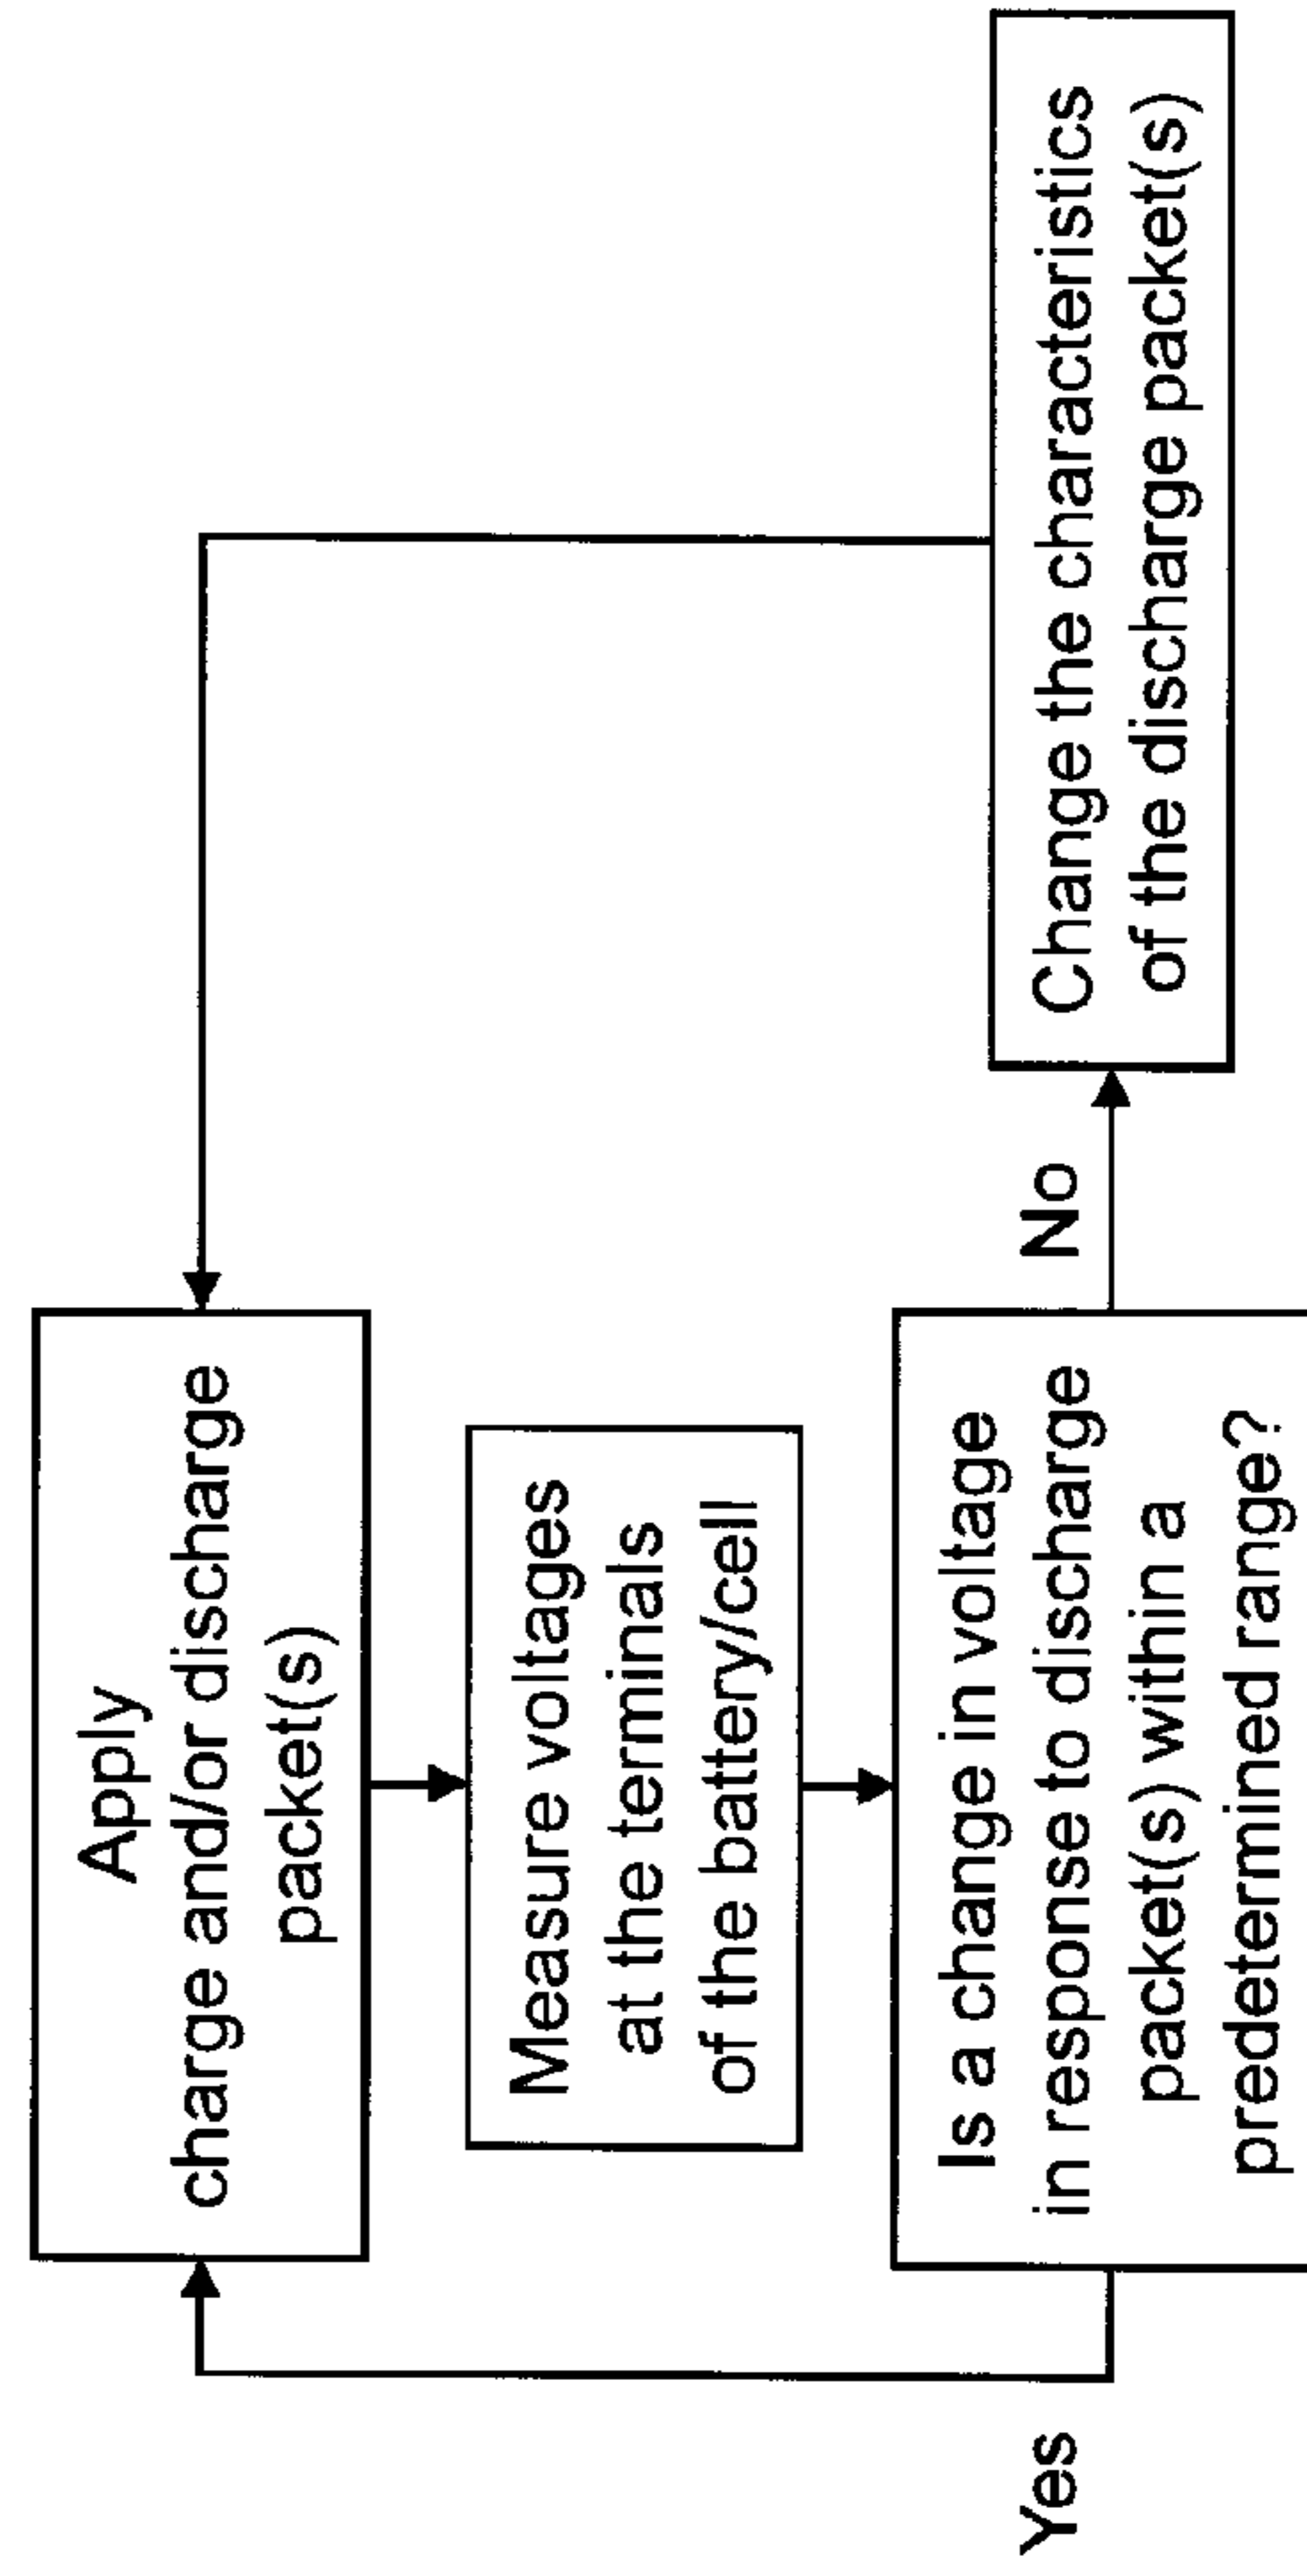 Apply
charge and/or discharge
packet(s)
Measure voltages
at the terminals
of the battery/cell
Is a change in voltage
in response to discharge
packet(s) within a
predetermined range?
Yes
No
Change the characteristics
of the discharge packet(s)